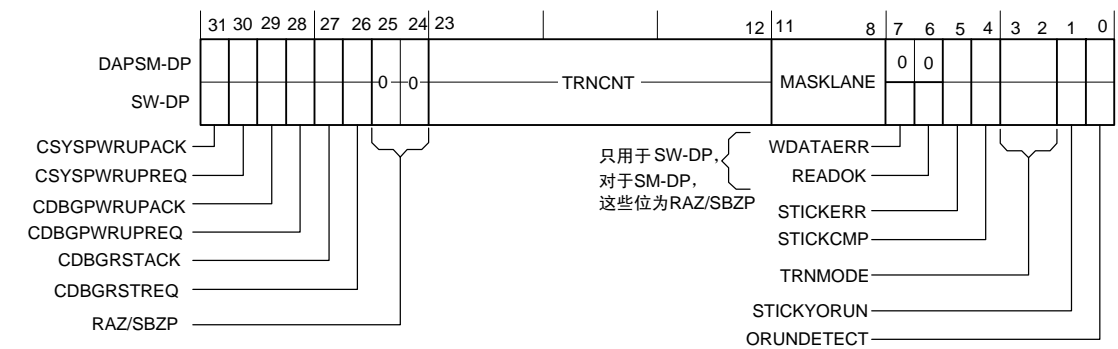 31 30 29 28 27 26 25 24 23 12 11 8 7 6 5 4 3 2 1 0
DAPSM-DP
0 0
0 0
TRNCNT
MASKLANE
SW-DP
CSYSPWRUPACK
CSYSPWRUPREQ
CDBGPWRUPACK
CDBGPWRUPREQ
CDBGRSTACK
CDBGRSTREQ
RAZ/SBZP
只用于 SW-DP,
对于SM-DP,
这些位为RAZ/SBZP
WDATAERR
READOK
STICKERR
STICKCMP
TRNMODE
STICKYORUN
ORUNDETECT